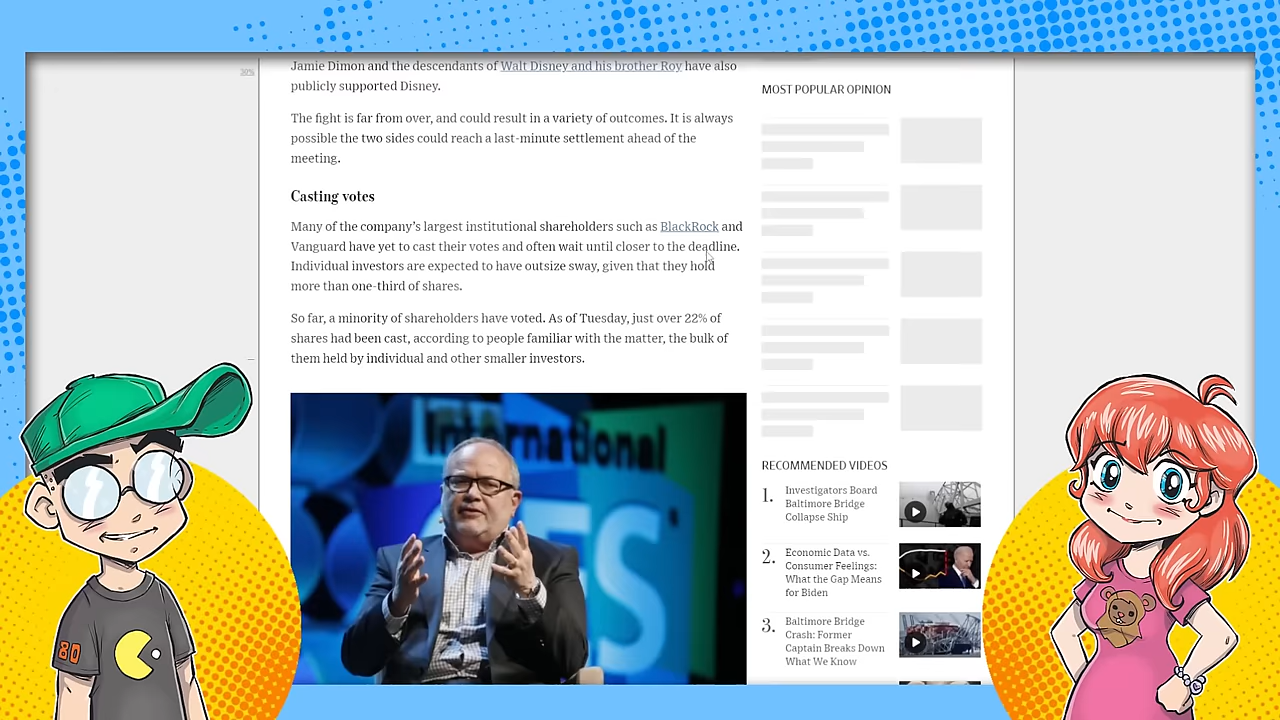 30%
Jamie Dimon and the descendants of Walt Disney and his brother Roy have also
publicly supported Disney.
The fight is far from over, and could result in a variety of outcomes. It is always
possible the two sides could reach a last-minute settlement ahead of the
meeting.
Casting votes
Many of the company’s largest institutional shareholders such as BlackRock and
Vanguard have yet to cast their votes and often wait until closer to the deadline.
Individual investors are expected to have outsize sway, given that they hold
more than one-third of shares.
So far, a minority of shareholders have voted. As of Tuesday, just over 22% of
shares had been cast, according to people familiar with the matter, the bulk of
them held by individual and other smaller investors.
International
CES
80
MOST POPULAR OPINION
RECOMMENDED VIDEOS
1. Investigators Board
Baltimore Bridge
Collapse Ship
2. Economic Data vs.
Consumer Feelings:
What the Gap Means
for Biden
3. Baltimore Bridge
Crash: Former
Captain Breaks Down
What We Know